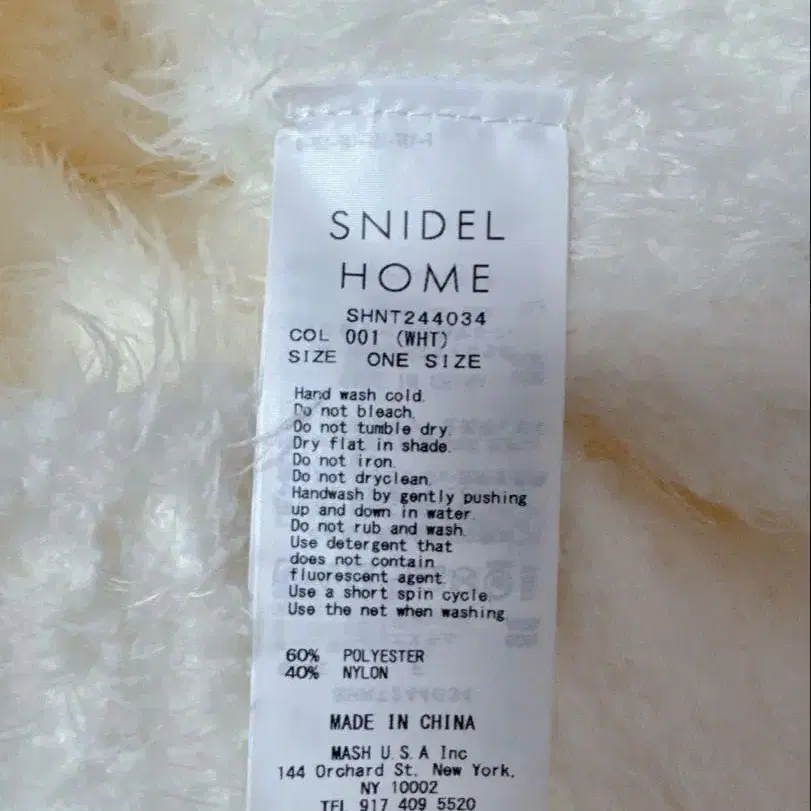 SNIDEL
HOME
SHNT244034
COL 001 (WHT)
SIZE ONE SIZE
Hand wash cold.
Do not bleach.
Do not tumble dry.
Dry flat in shade.
Do not iron.
Do not dryclean.
Handwash by gently pushing
up and down in water.
Do not rub and wash.
Use detergent that
does not contain
fluorescent agent.
Use a short spin cycle.
Use the net when washing.
60% POLYESTER
40% NYLON
MADE IN CHINA
MASH U.S.A Inc
144 Orchard St. New York,
NY 10002
TEL 917 409 5520